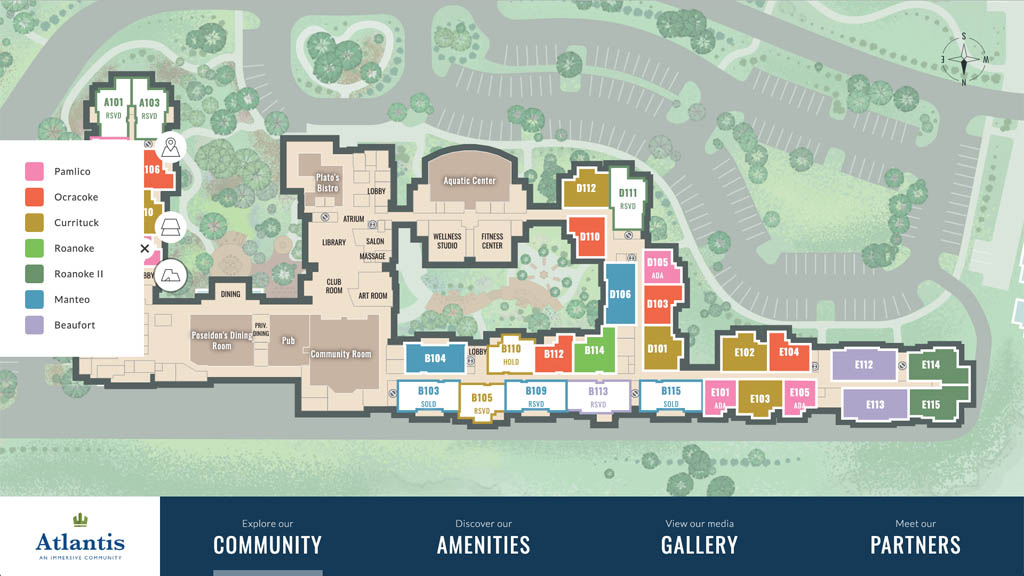 S
E
W
N
A101
RSVD
A103
RSVD
106
10
BY
Pamlico
Ocracoke
Currituck
Roanoke
Roanoke II
Manteo
Beaufort
Plato's
Bistro
LOBBY
ATRIUM
LIBRARY
SALON
MASSAGE
CLUB
ROOM
ART ROOM
DINING
PRIV.
DINING
Poseidon's Dining
Room
Pub
Community Room
Aquatic Center
WELLNESS
STUDIO
FITNESS
CENTER
D112
D111
RSVD
D110
D105
ADA
D106
D103
D101
B104
LOBBY
B110
HOLD
B112
B114
B103
SOLD
B105
RSVD
B109
RSVD
B113
RSVD
B115
SOLD
E102
E104
E101
ADA
E103
E105
ADA
E112
E114
E113
E115
Atlantis
AN IMMERSIVE COMMUNITY
Explore our
COMMUNITY
Discover our
AMENITIES
View our media
GALLERY
Meet our
PARTNERS